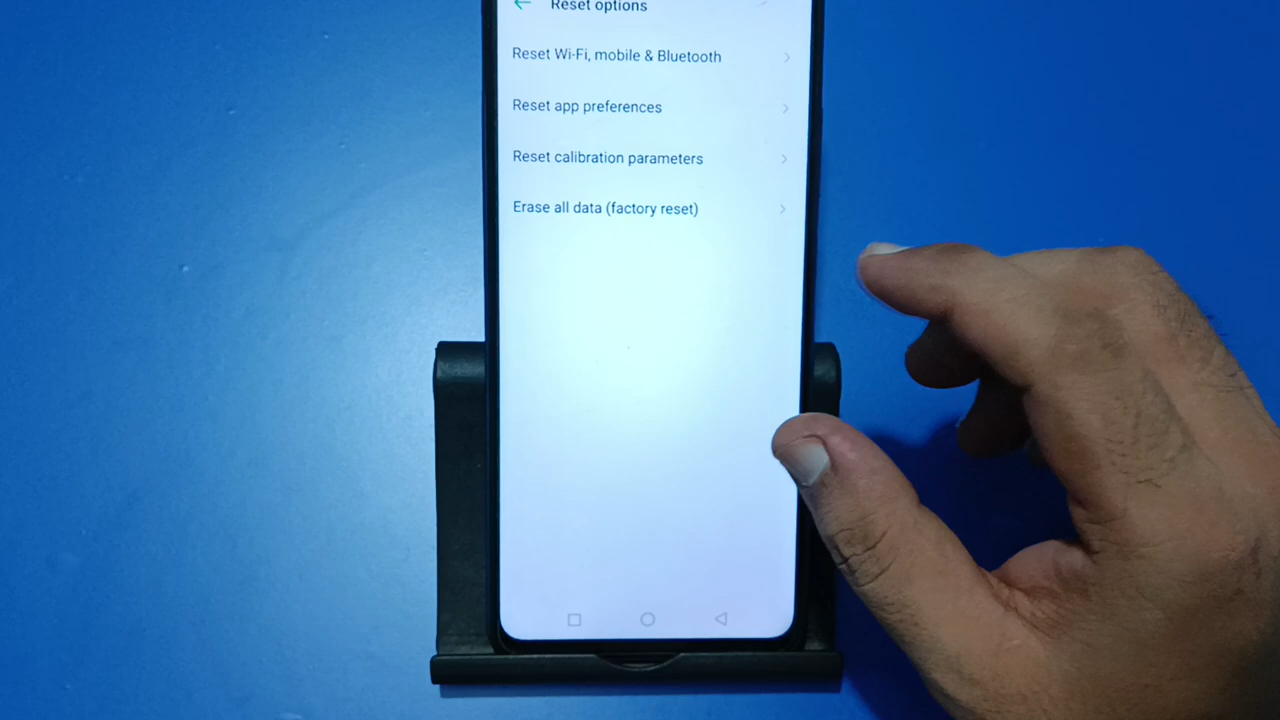 Reset options
Reset Wi-Fi, mobile & Bluetooth
Reset app preferences
Reset calibration parameters
Erase all data (factory reset)